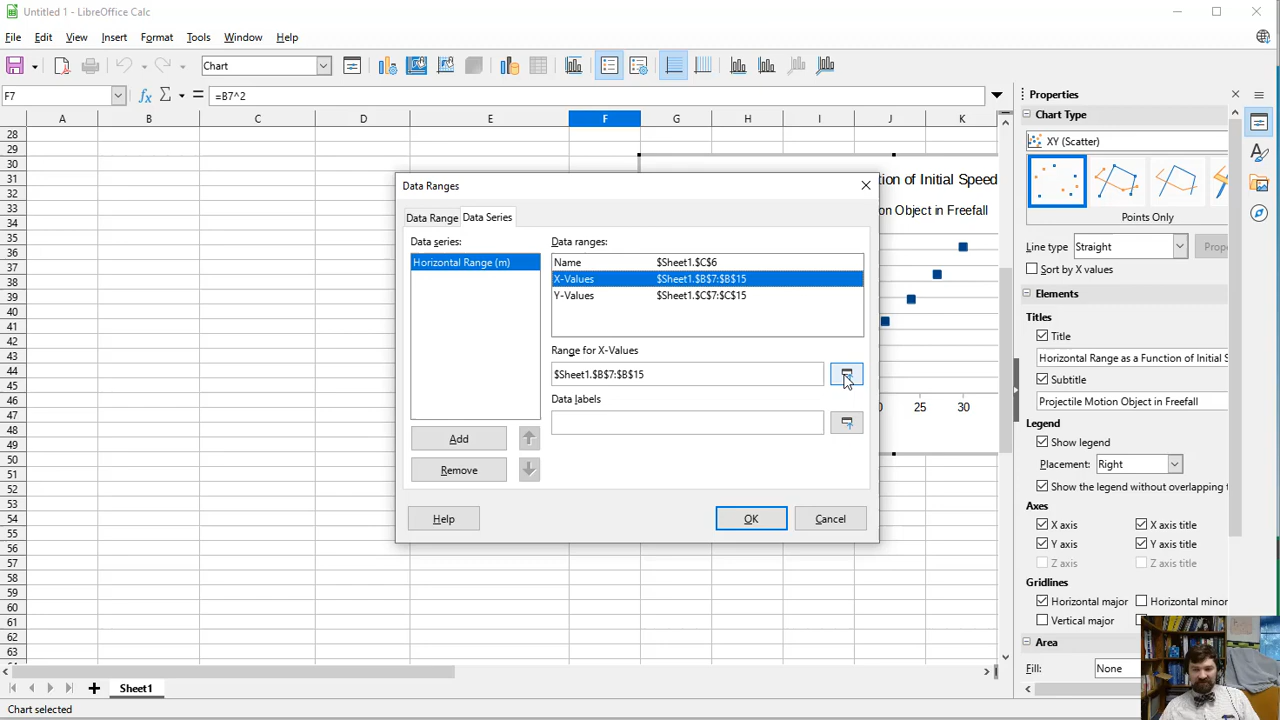 Untitled 1 - LibreOffice Calc
File Edit View Insert Format Tools Window Help
Chart
F7
=B7^2
A B C D E F G H I J K
28
29
30
31
32
33
34
35
36
37
38
39
40
41
42
43
44
45
46
47
48
49
50
51
52
53
54
55
56
57
58
59
60
61
62
63
tion of Initial Speed
on Object in Freefall
0 25 30
Data Ranges
Data Range Data Series
Data series:
Horizontal Range (m)
Add
Remove
Data ranges:
Name $Sheet1.$C$6
X-Values $Sheet1.$B$7:$B$15
Y-Values $Sheet1.$C$7:$C$15
Range for X-Values
$Sheet1.$B$7:$B$15
Data labels
Help OK Cancel
Properties
Chart Type
XY (Scatter)
Points Only
Line type: Straight Prope
Sort by X values
Elements
Titles
Title
Horizontal Range as a Function of Initial S
Subtitle
Projectile Motion Object in Freefall
Legend
Show legend
Placement: Right
Show the legend without overlapping t
Axes
X axis X axis title
Y axis Y axis title
Z axis Z axis title
Gridlines
Horizontal major Horizontal minor
Vertical major
Area
Fill: None
Sheet1
Chart selected